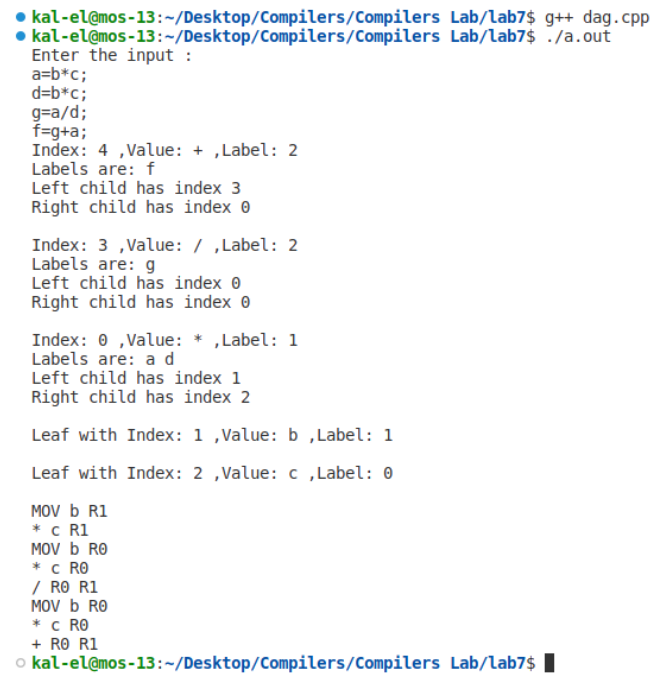 kal-el@mos-13:~/Desktop/Compilers/Compilers Lab/lab7$ g++ dag.cpp
kal-el@mos-13:~/Desktop/Compilers/Compilers Lab/lab7$ ./a.out
Enter the input :
a=b*c;
d=b*c;
g=a/d;
f=g+a;
Index: 4 ,Value: + ,Label: 2
Labels are: f
Left child has index 3
Right child has index 0
Index: 3 ,Value: / ,Label: 2
Labels are: g
Left child has index 0
Right child has index 0
Index: 0 ,Value: * ,Label: 1
Labels are: a d
Left child has index 1
Right child has index 2
Leaf with Index: 1 ,Value: b ,Label: 1
Leaf with Index: 2 ,Value: c ,Label: 0
MOV b R1
* c R1
MOV b R0
* c R0
/ R0 R1
MOV b R0
* c R0
+ R0 R1
kal-el@mos-13:~/Desktop/Compilers/Compilers Lab/lab7$